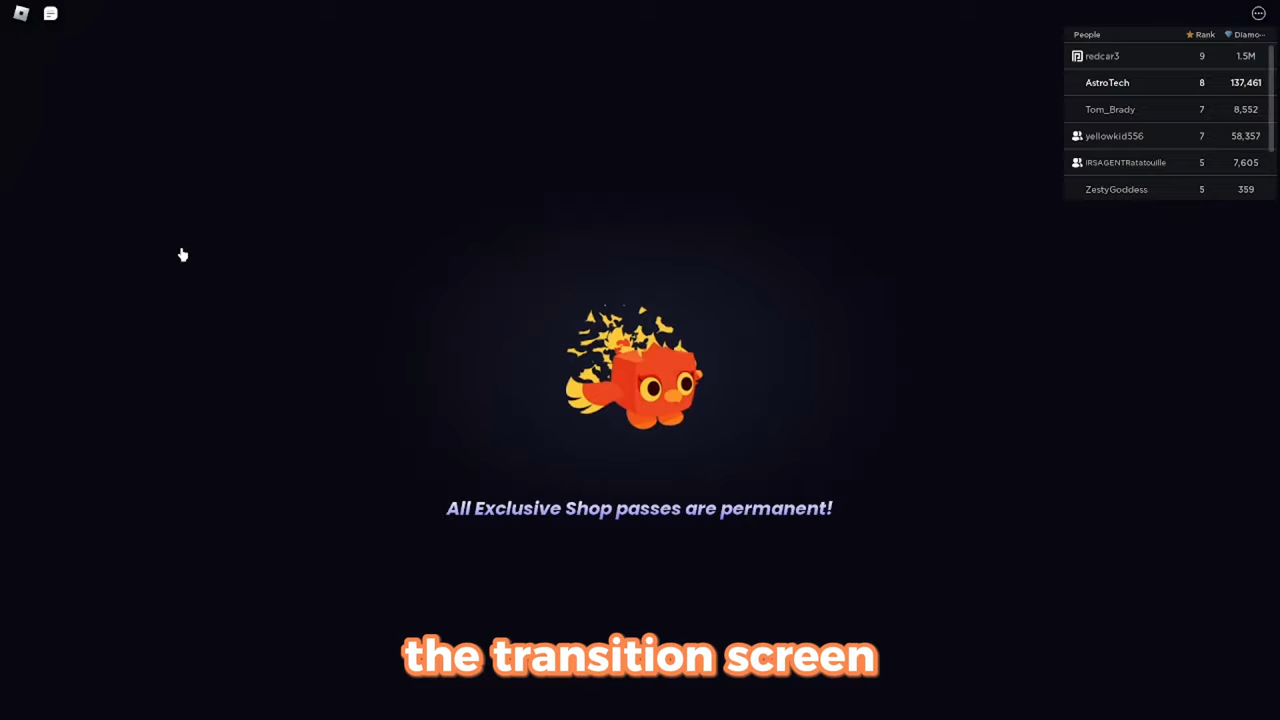 People Rank Diamo···
redcar3 9 1.5M
AstroTech 8 137,461
Tom_Brady 7 8,552
yellowkid556 7 58,357
IRSAGENTRatatouille 5 7,605
ZestyGoddess 5 359
All Exclusive Shop passes are permanent!
the transition screen